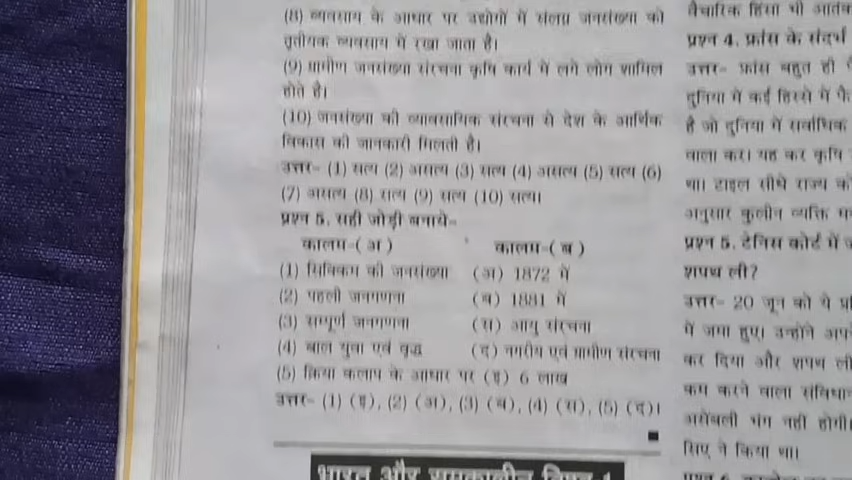 (8) व्यवसाय के आधार पर उद्योगों में संलग्न जनसंख्या को
तृतीयक व्यवसाय में रखा जाता है।
(9) ग्रामीण जनसंख्या संरचना कृषि कार्य में लगे लोग शामिल
होते है।
(10) जनसंख्या की व्यावसायिक संरचना से देश के आर्थिक
विकास की जानकारी मिलती है।
उत्तर- (1) सत्य (2) असत्य (3) सत्य (4) असत्य (5) सत्य (6)
(7) असत्य (8) सत्य (9) सत्य (10) सत्य।
प्रश्न 5. सही जोड़ी बनाये-
कालम-(अ) कालम-(ब)
(1) सिक्किम की जनसंख्या (अ) 1872 में
(2) पहली जनगणना (ब) 1881 में
(3) सम्पूर्ण जनगणना (स) आयु संरचना
(4) बाल युवा एवं वृद्ध (द) नगरीय एवं ग्रामीण संरचना
(5) क्रिया कलाप के आधार पर (इ) 6 लाख
उत्तर- (1) (इ), (2) (अ), (3) (ब), (4) (स), (5) (द)।
भारत और समकालीन विश्व-1
वैचारिक हिंसा भी
प्रश्न 4. फ्रांस के संदर्भ
उत्तर- फ्रांस बहुत ही
दुनिया में कई हिस्से में
है जो दुनिया में सर्वाधिक
वाला कर। यह कर कृषि
था। टाइल सीधे राज्य
अनुसार कुलीन व्यक्ति
प्रश्न 5. टेनिस कोर्ट में
शपथ ली?
उत्तर- 20 जून को ये
में जमा हुए। उन्होंने
कर दिया और शपथ ली
कम करने वाला
असेंबली भंग नहीं होगी।
सिए ने किया था।